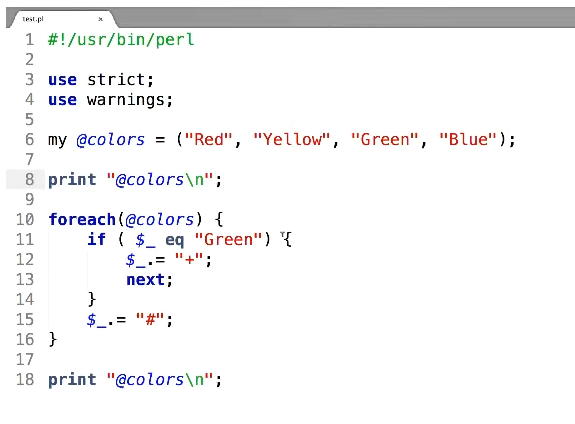 test.pl ×
1 #!/usr/bin/perl
2
3 use strict;
4 use warnings;
5
6 my @colors = ("Red", "Yellow", "Green", "Blue");
7
8 print "@colors\n";
9
10 foreach(@colors) {
11     if ( $_ eq "Green") {
12         $_.= "+";
13         next;
14     }
15     $_.= "#";
16 }
17
18 print "@colors\n";